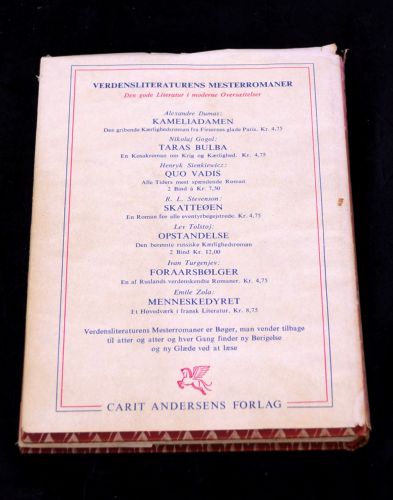 VERDENSLITERATURENS MESTERROMANER
Den gode Literatur i moderne Oversættelser
Alexandre Dumas:
KAMELIADAMEN
Den gribende Kærlighedsroman fra Firsernes glade Paris. Kr. 4,75
Nikolaj Gogol:
TARAS BULBA
En Kosakroman om Krig og Kærlighed. Kr. 4,75
Henryk Sienkiewicz:
QUO VADIS
Alle Tiders mest spændende Roman
2 Bind à Kr. 7,50
R. L. Stevenson:
SKATTEØEN
En Roman for alle eventyrbegejstrede. Kr. 4,75
Lev Tolstoj:
OPSTANDELSE
Den berømte russiske Kærlighedsroman
2 Bind Kr. 12,00
Ivan Turgenjev:
FORAARSBØLGER
En af Ruslands verdenskendte Romaner. Kr. 4,75
Emile Zola:
MENNESKEDYRET
Et Hovedværk i fransk Literatur. Kr. 8,75
Verdensliteraturens Mesterromaner er Bøger, man vender tilbage
til atter og atter og hver Gang finder ny Berigelse
og ny Glæde ved at læse
CARIT ANDERSENS FORLAG